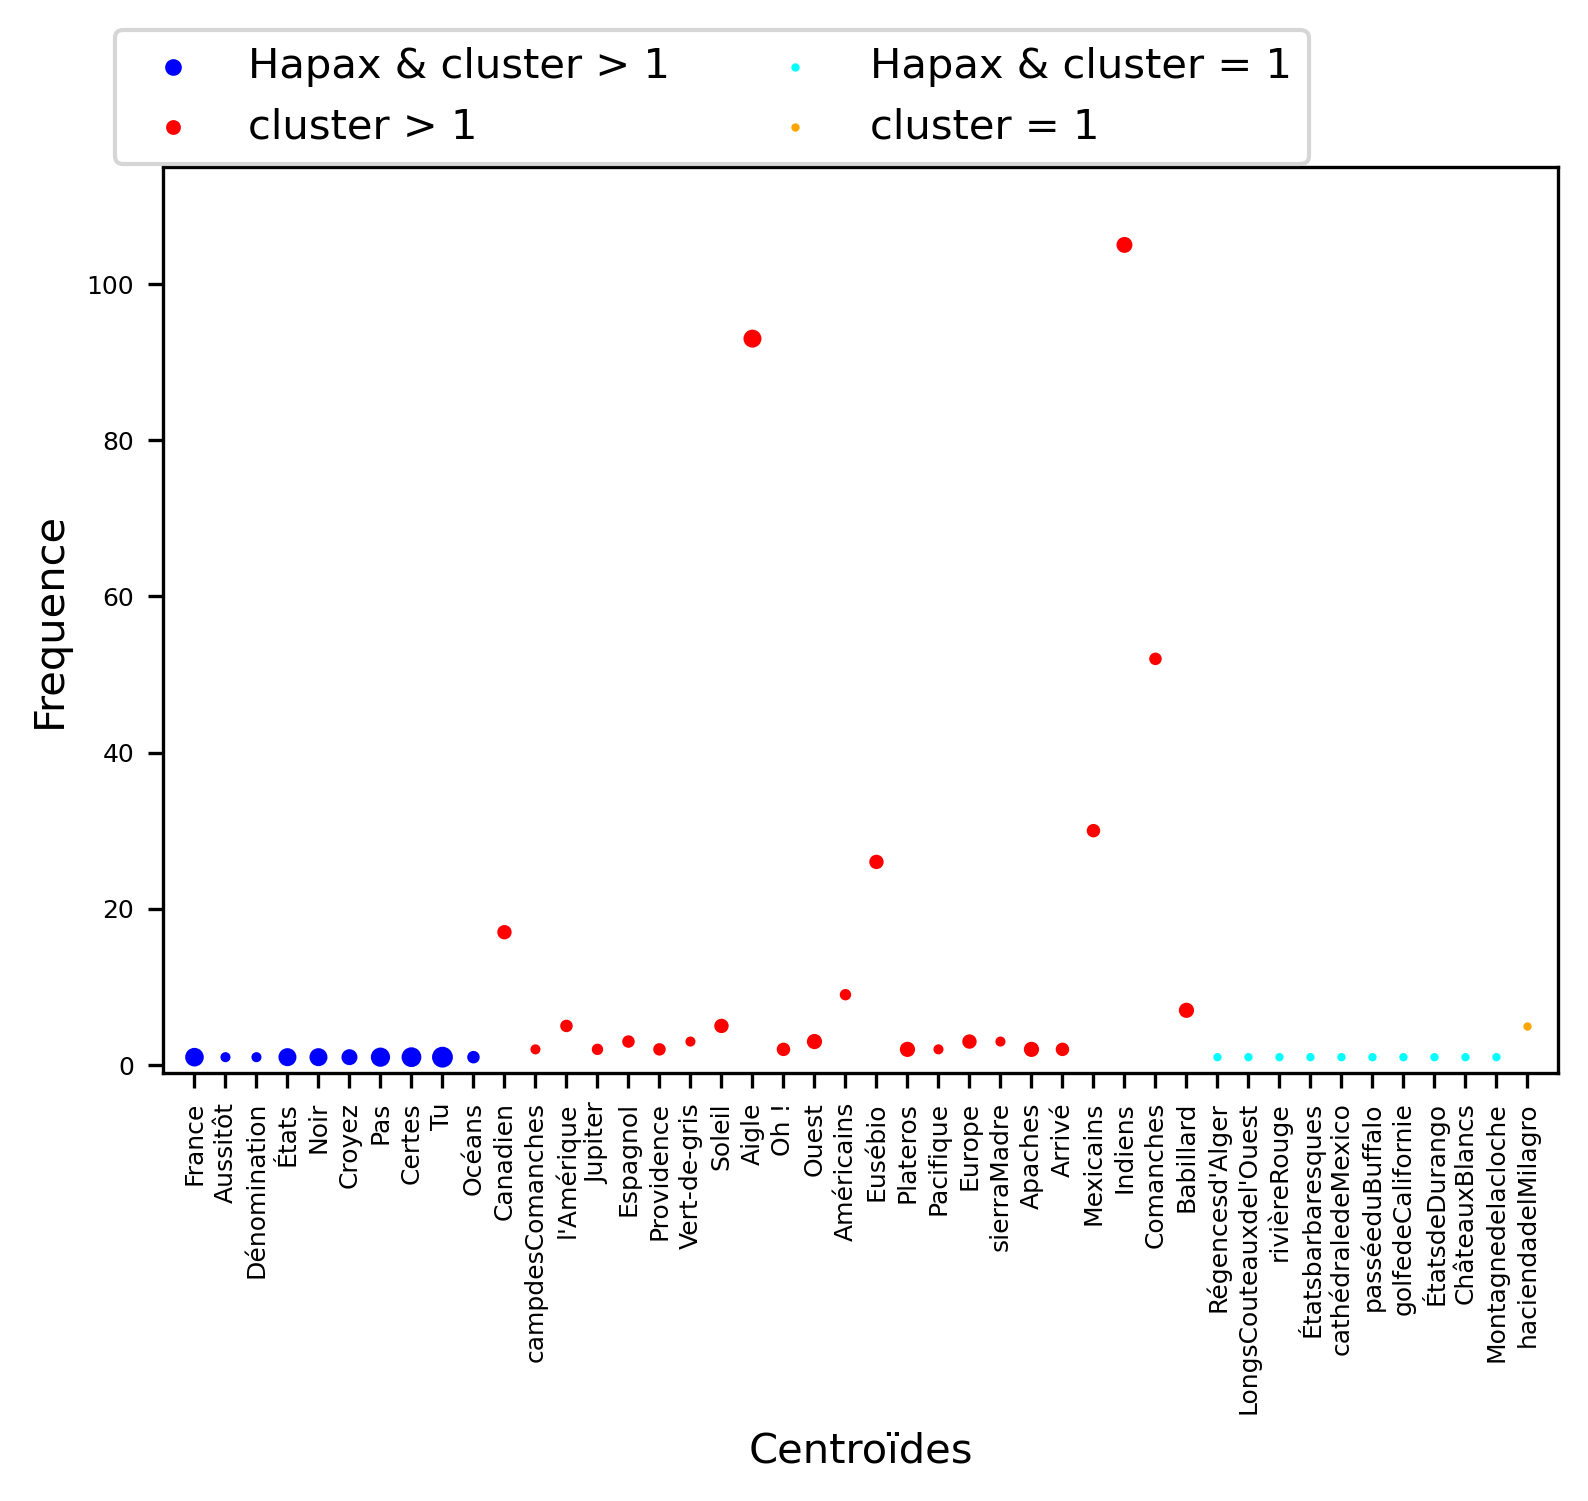 Hapax & cluster > 1
Hapax & cluster = 1
cluster > 1
cluster = 1
Frequence
100
80
60
40
20
0
France
Aussitôt
Dénomination
États
Noir
Croyez
Pas
Certes
Tu
Océans
Canadien
campdesComanches
l'Amérique
Jupiter
Espagnol
Providence
Vert-de-gris
Soleil
Aigle
Oh !
Ouest
Américains
Eusébio
Plateros
Pacifique
Europe
sierraMadre
Apaches
Arrivé
Mexicains
Indiens
Comanches
Babillard
Régencesd'Alger
LongsCouteauxdel'Ouest
rivièreRouge
Étatsbarbaresques
cathédraledeMexico
passéeduBuffalo
golfedeCalifornie
ÉtatsdeDurango
ChâteauxBlancs
Montagnedelacloche
haciendadelMilagro
Centroïdes